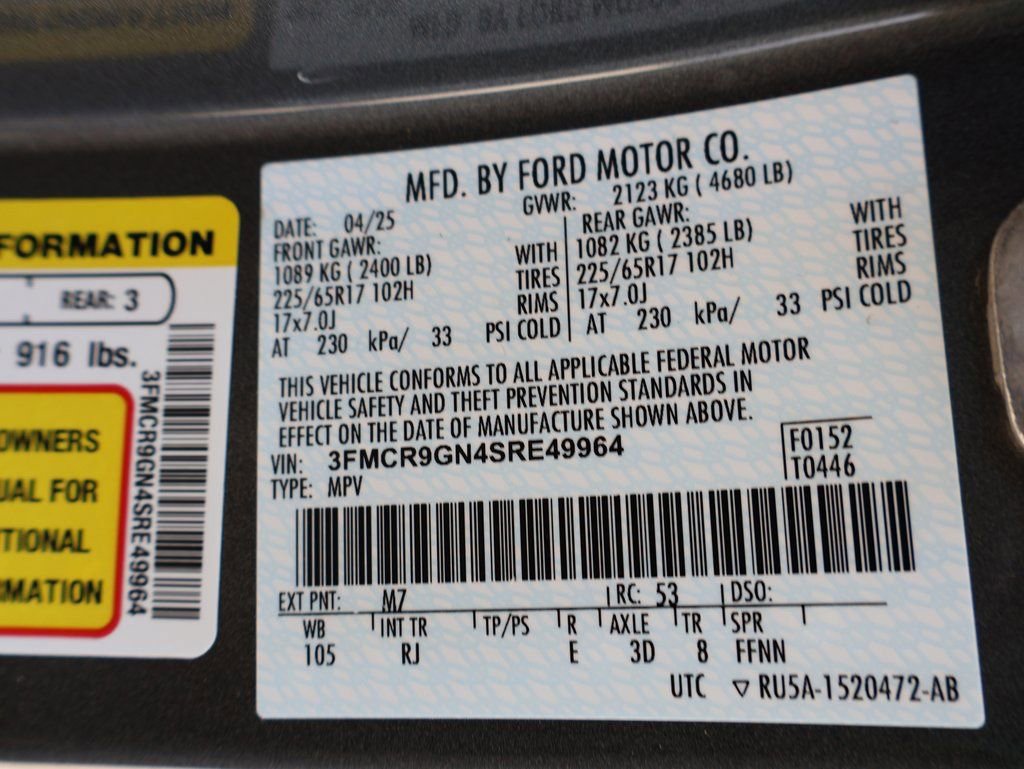 MFD. BY FORD MOTOR CO.
DATE: 04/25
GVWR: 2123 KG ( 4680 LB)
FRONT GAWR:
1089 KG ( 2400 LB)
225/65R17 102H
17x7.0J
WITH
TIRES
RIMS
AT 230 kPa/ 33 PSI COLD
REAR GAWR:
1082 KG ( 2385 LB)
225/65R17 102H
17x7.0J
WITH
TIRES
RIMS
AT 230 kPa/ 33 PSI COLD
THIS VEHICLE CONFORMS TO ALL APPLICABLE FEDERAL MOTOR
VEHICLE SAFETY AND THEFT PREVENTION STANDARDS IN
EFFECT ON THE DATE OF MANUFACTURE SHOWN ABOVE.
VIN: 3FMCR9GN4SRE49964
TYPE: MPV
F0152
T0446
EXT PNT: M7 RC: 53 DSO:
WB INT TR TP/PS R AXLE TR SPR
105 RJ E 3D 8 FFNN
UTC ▽ RU5A-1520472-AB
FORMATION
REAR: 3
916 lbs.
OWNERS
UAL FOR
TIONAL
MATION
3FMCR9GN4SRE49964